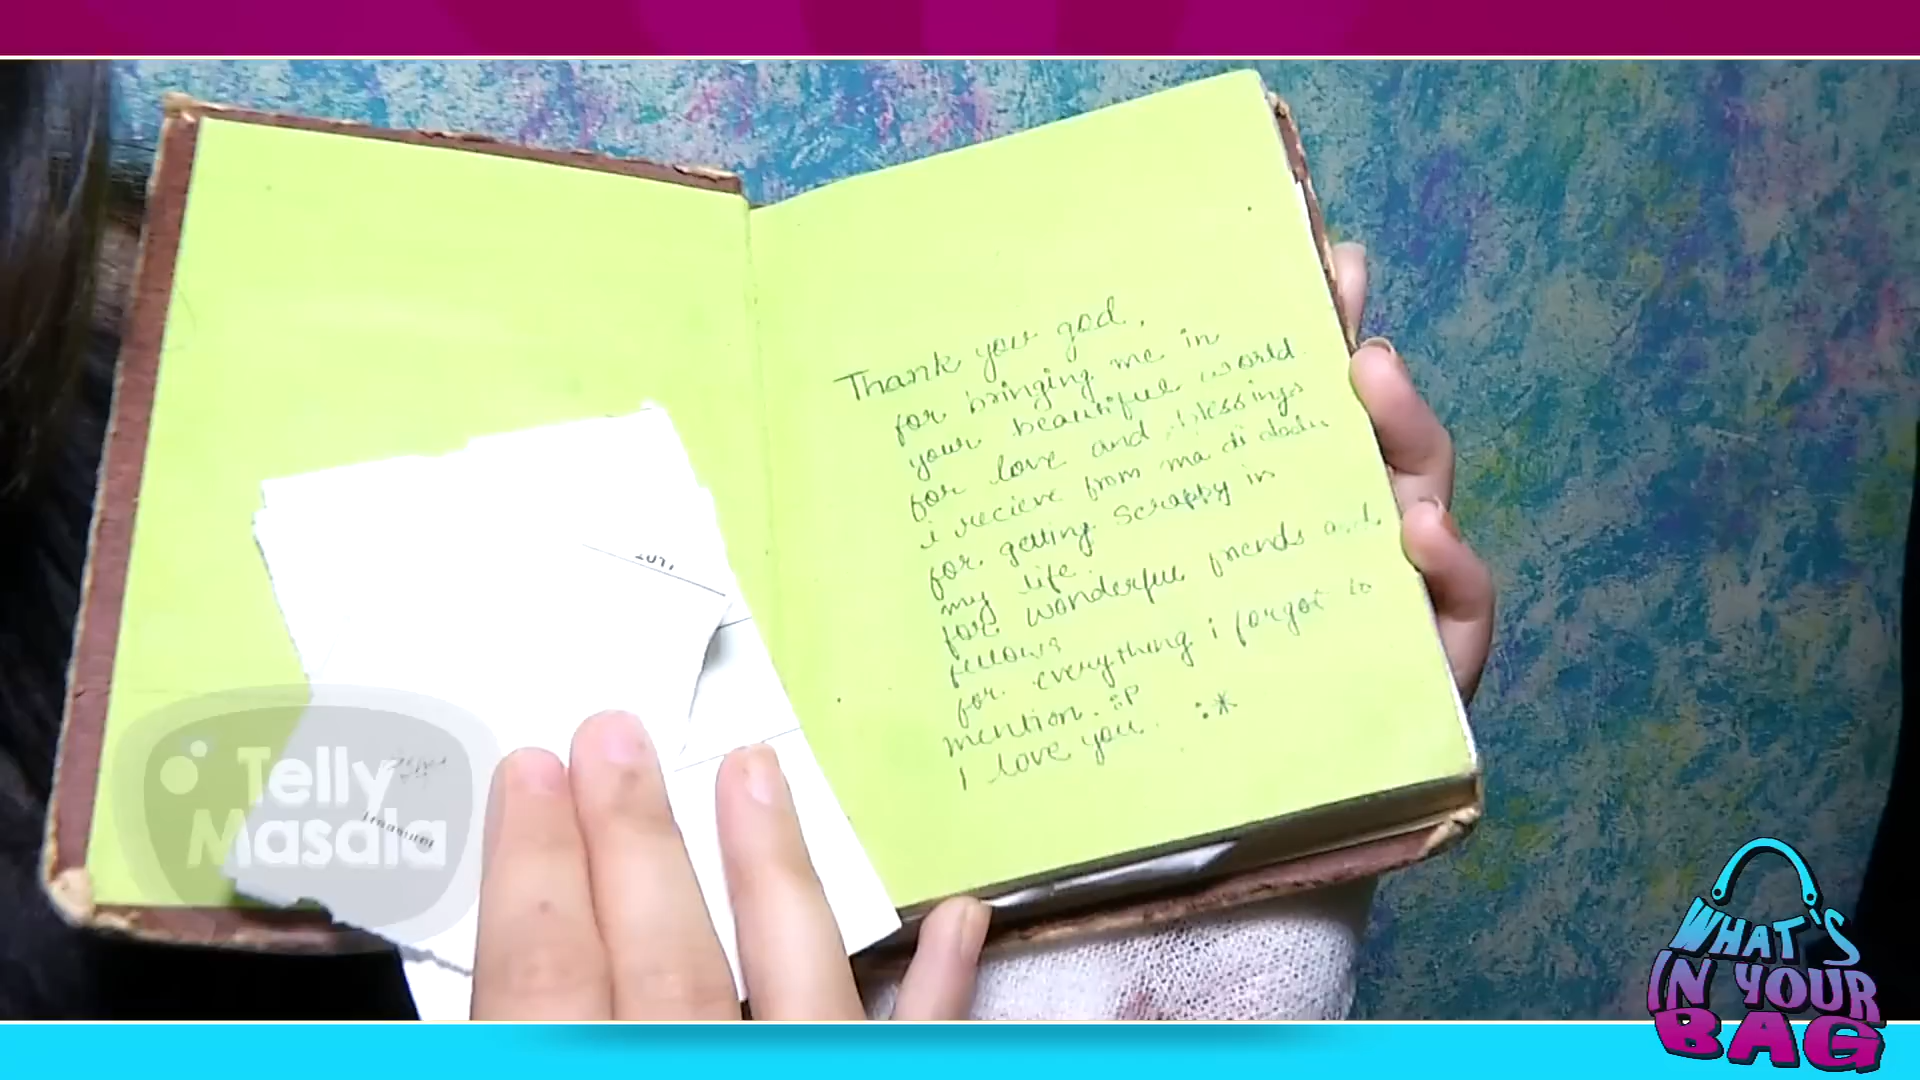 Thank you god,
for bringing me in
your beautiful world
for love and blessings
i recieve from ma di dadu
for getting Scrappy in
my life.
for wonderful friends and
fellows
for everything i forgot to
mention. :P
I love you. :*
Treasurer
Telly
Masala
WHAT'S
IN YOUR
BAG